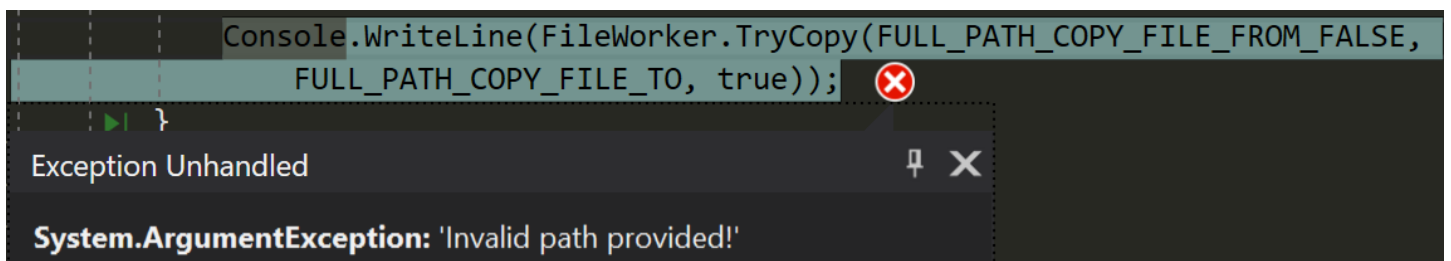 Console.WriteLine(FileWorker.TryCopy(FULL_PATH_COPY_FILE_FROM_FALSE,
FULL_PATH_COPY_FILE_TO, true));
}
Exception Unhandled
System.ArgumentException: 'Invalid path provided!'